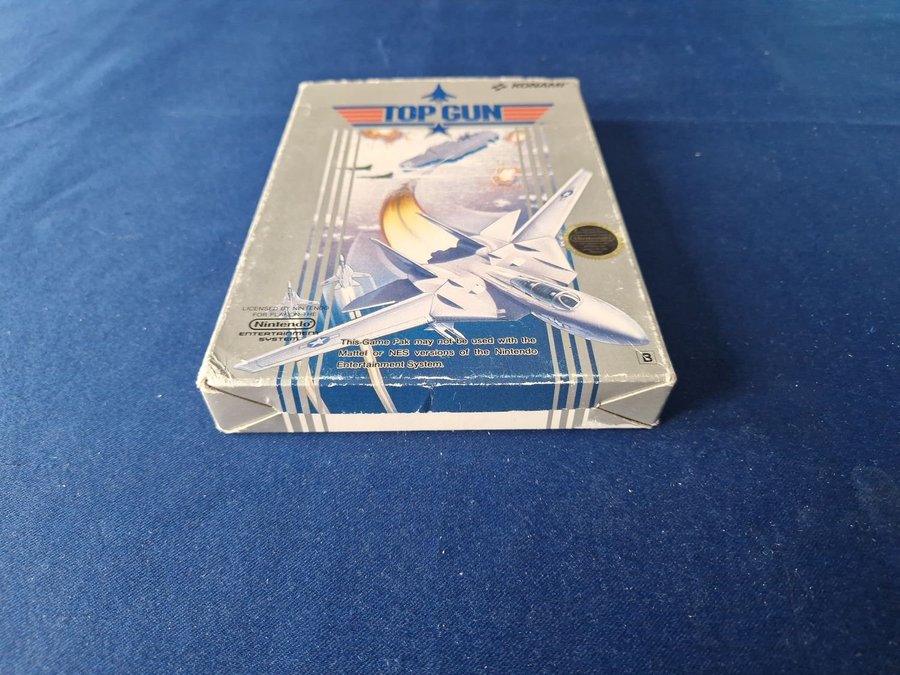 KONAMI
TOP GUN
LICENSED BY NINTENDO
FOR PLAY ON THE
Nintendo
ENTERTAINMENT
SYSTEM
This Game Pak may not be used with the
Mattel or NES versions of the Nintendo
Entertainment System.
B